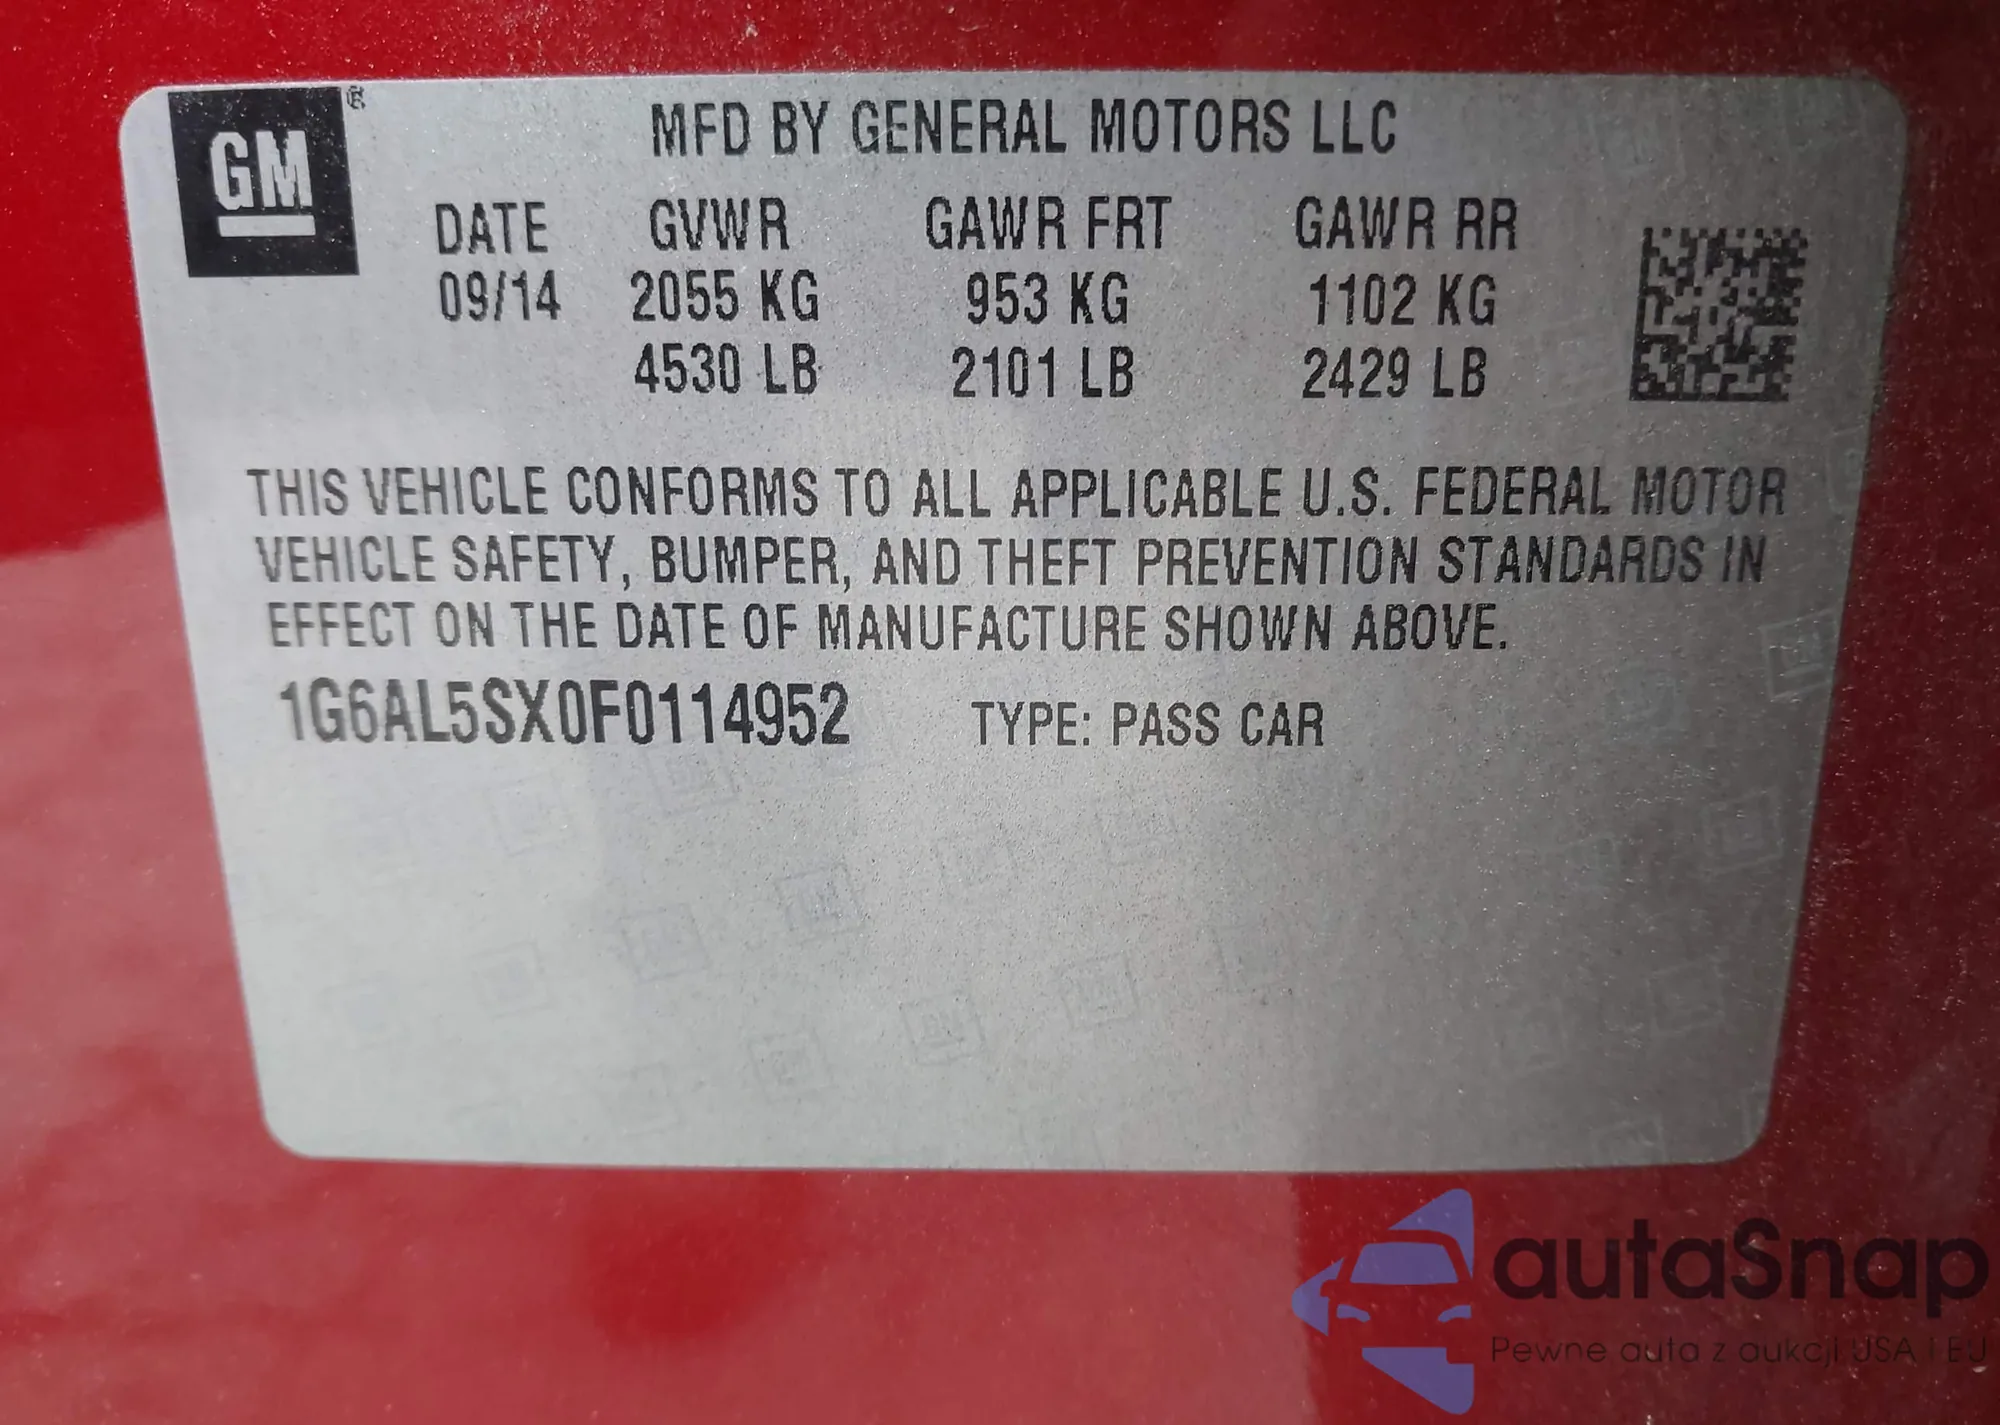 GM®
MFD BY GENERAL MOTORS LLC
DATE GVWR GAWR FRT GAWR RR
09/14 2055 KG 953 KG 1102 KG
4530 LB 2101 LB 2429 LB
THIS VEHICLE CONFORMS TO ALL APPLICABLE U.S. FEDERAL MOTOR
VEHICLE SAFETY, BUMPER, AND THEFT PREVENTION STANDARDS IN
EFFECT ON THE DATE OF MANUFACTURE SHOWN ABOVE.
1G6AL5SX0F0114952 TYPE: PASS CAR
autaSnap
Pewne auta z aukcji USA i EU